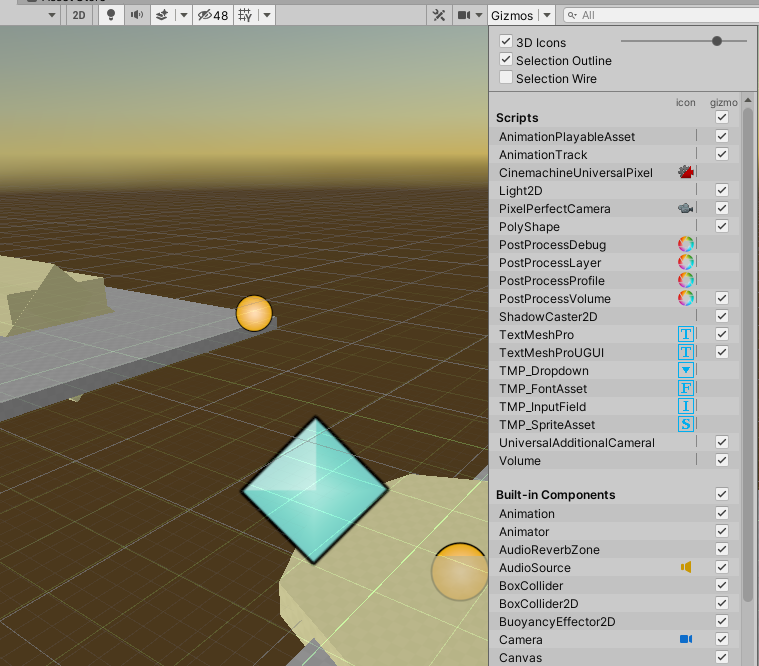 2D 48 Gizmos All
3D Icons
Selection Outline
Selection Wire
icon gizmo
Scripts
AnimationPlayableAsset
AnimationTrack
CinemachineUniversalPixel
Light2D
PixelPerfectCamera
PolyShape
PostProcessDebug
PostProcessLayer
PostProcessProfile
PostProcessVolume
ShadowCaster2D
TextMeshPro T
TextMeshProUGUI T
TMP_Dropdown
TMP_FontAsset F
TMP_InputField I
TMP_SpriteAsset S
UniversalAdditionalCameral
Volume
Built-in Components
Animation
Animator
AudioReverbZone
AudioSource
BoxCollider
BoxCollider2D
BuoyancyEffector2D
Camera
Canvas